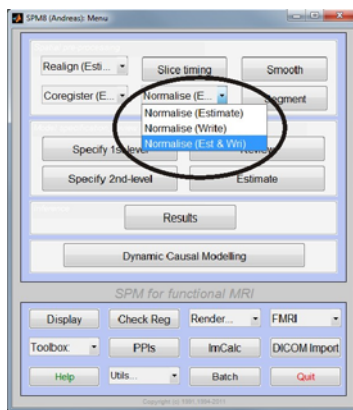 SPM8 (Andreas): Menu
Realign (Esti... Slice timing Smooth
Coregister (E... Normalise (E... Segment
Normalise (Estimate)
Normalise (Write)
Normalise (Est & Wri)
Specify 1st-level Review
Specify 2nd-level Estimate
Results
Dynamic Causal Modelling
SPM for functional MRI
Display Check Reg Render... FMRI
Toolbox: PPIs ImCalc DICOM Import
Help Utils... Batch Quit